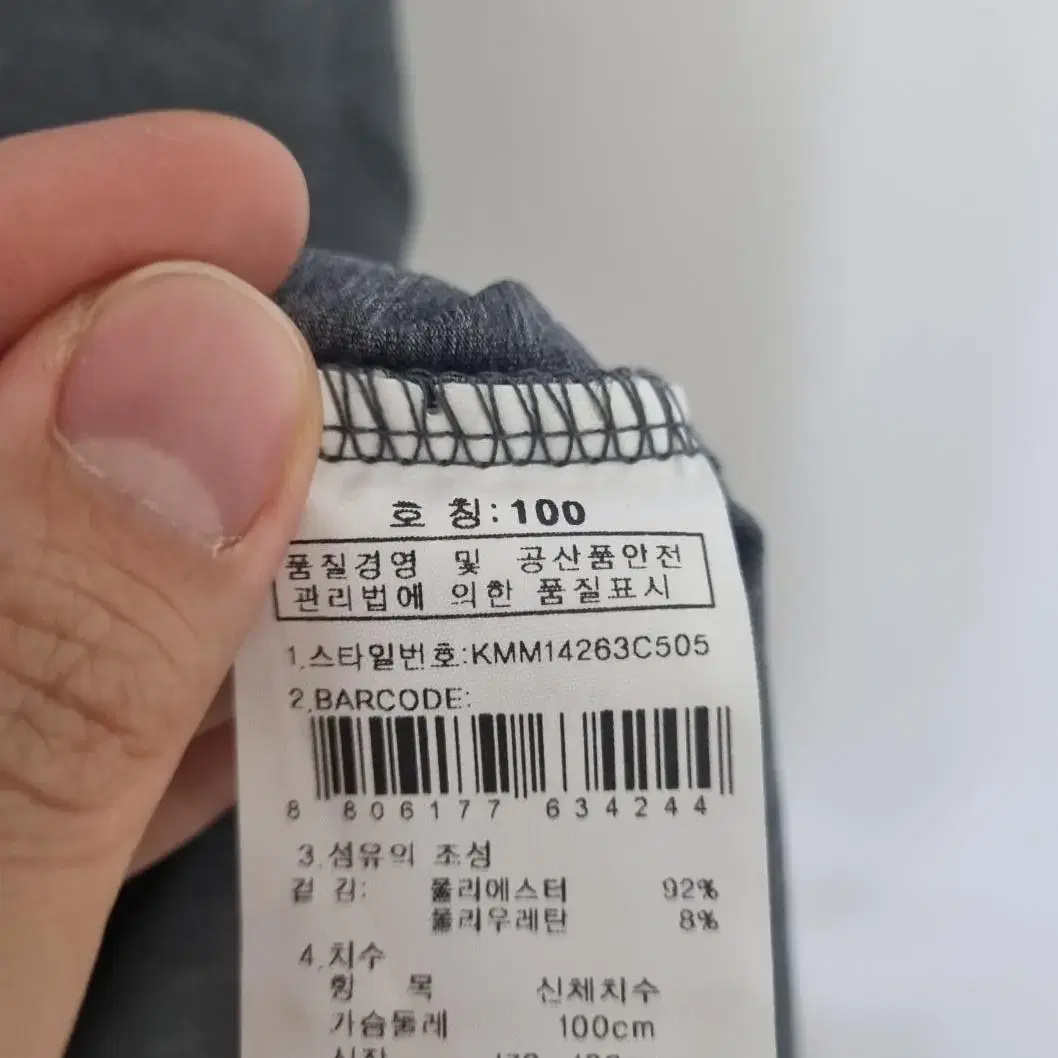 호 칭:100
품질경영 및 공산품안전
관리법에 의한 품질표시
1.스타일번호:KMM14263C505
2.BARCODE:
8 806177 634244
3.섬유의 조성
겉 감: 폴리에스터 92%
폴리우레탄 8%
4.치수
항 목 신체치수
가슴둘레 100cm